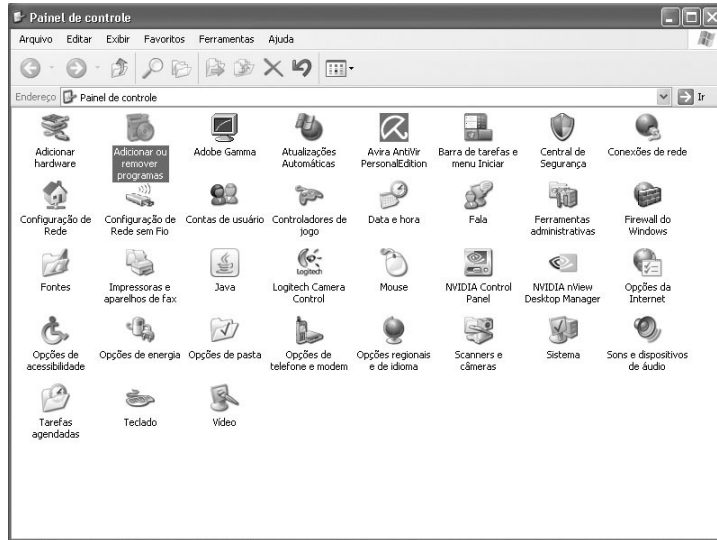 Painel de controle
Arquivo Editar Exibir Favoritos Ferramentas Ajuda
Endereço Painel de controle Ir
Adicionar hardware
Adicionar ou remover programas
Adobe Gamma
Atualizações Automáticas
Avira AntiVir PersonalEdition
Barra de tarefas e menu Iniciar
Central de Segurança
Conexões de rede
Configuração de Rede
Configuração de Rede sem Fio
Contas de usuário
Controladores de jogo
Data e hora
Fala
Ferramentas administrativas
Firewall do Windows
Fontes
Impressoras e aparelhos de fax
Java
Logitech
Logitech Camera Control
Mouse
NVIDIA Control Panel
NVIDIA nView Desktop Manager
Opções da Internet
Opções de acessibilidade
Opções de energia
Opções de pasta
Opções de telefone e modem
Opções regionais e de idioma
Scanners e câmeras
Sistema
Sons e dispositivos de áudio
Tarefas agendadas
Teclado
Vídeo